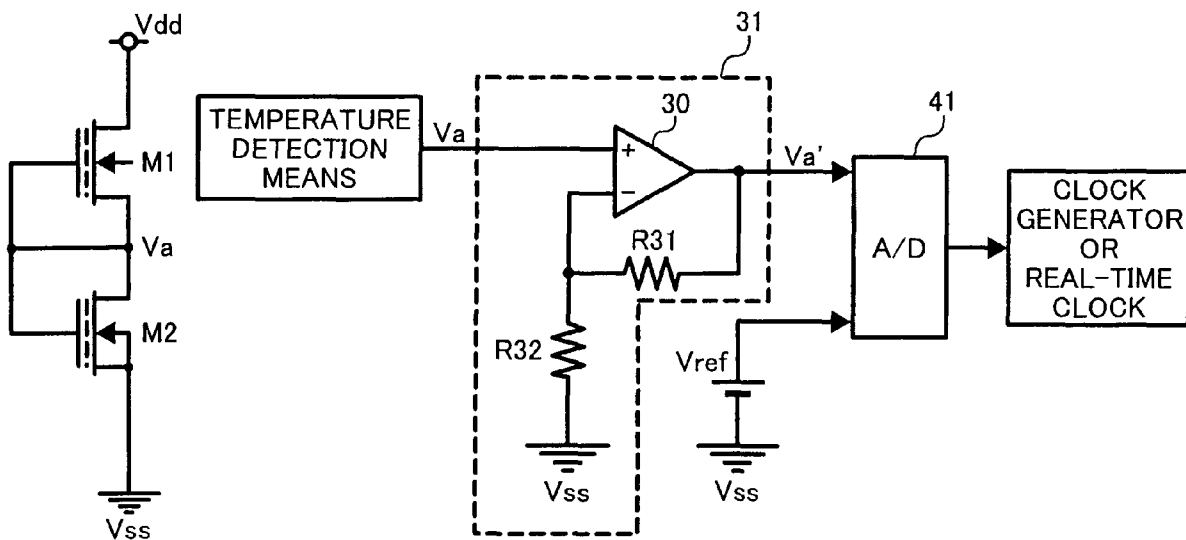 Vdd
M1
Va
M2
Vss
TEMPERATURE
DETECTION
MEANS
Va
31
30
+
−
R31
R32
Vss
Va'
41
A/D
Vref
Vss
CLOCK
GENERATOR
OR
REAL-TIME
CLOCK